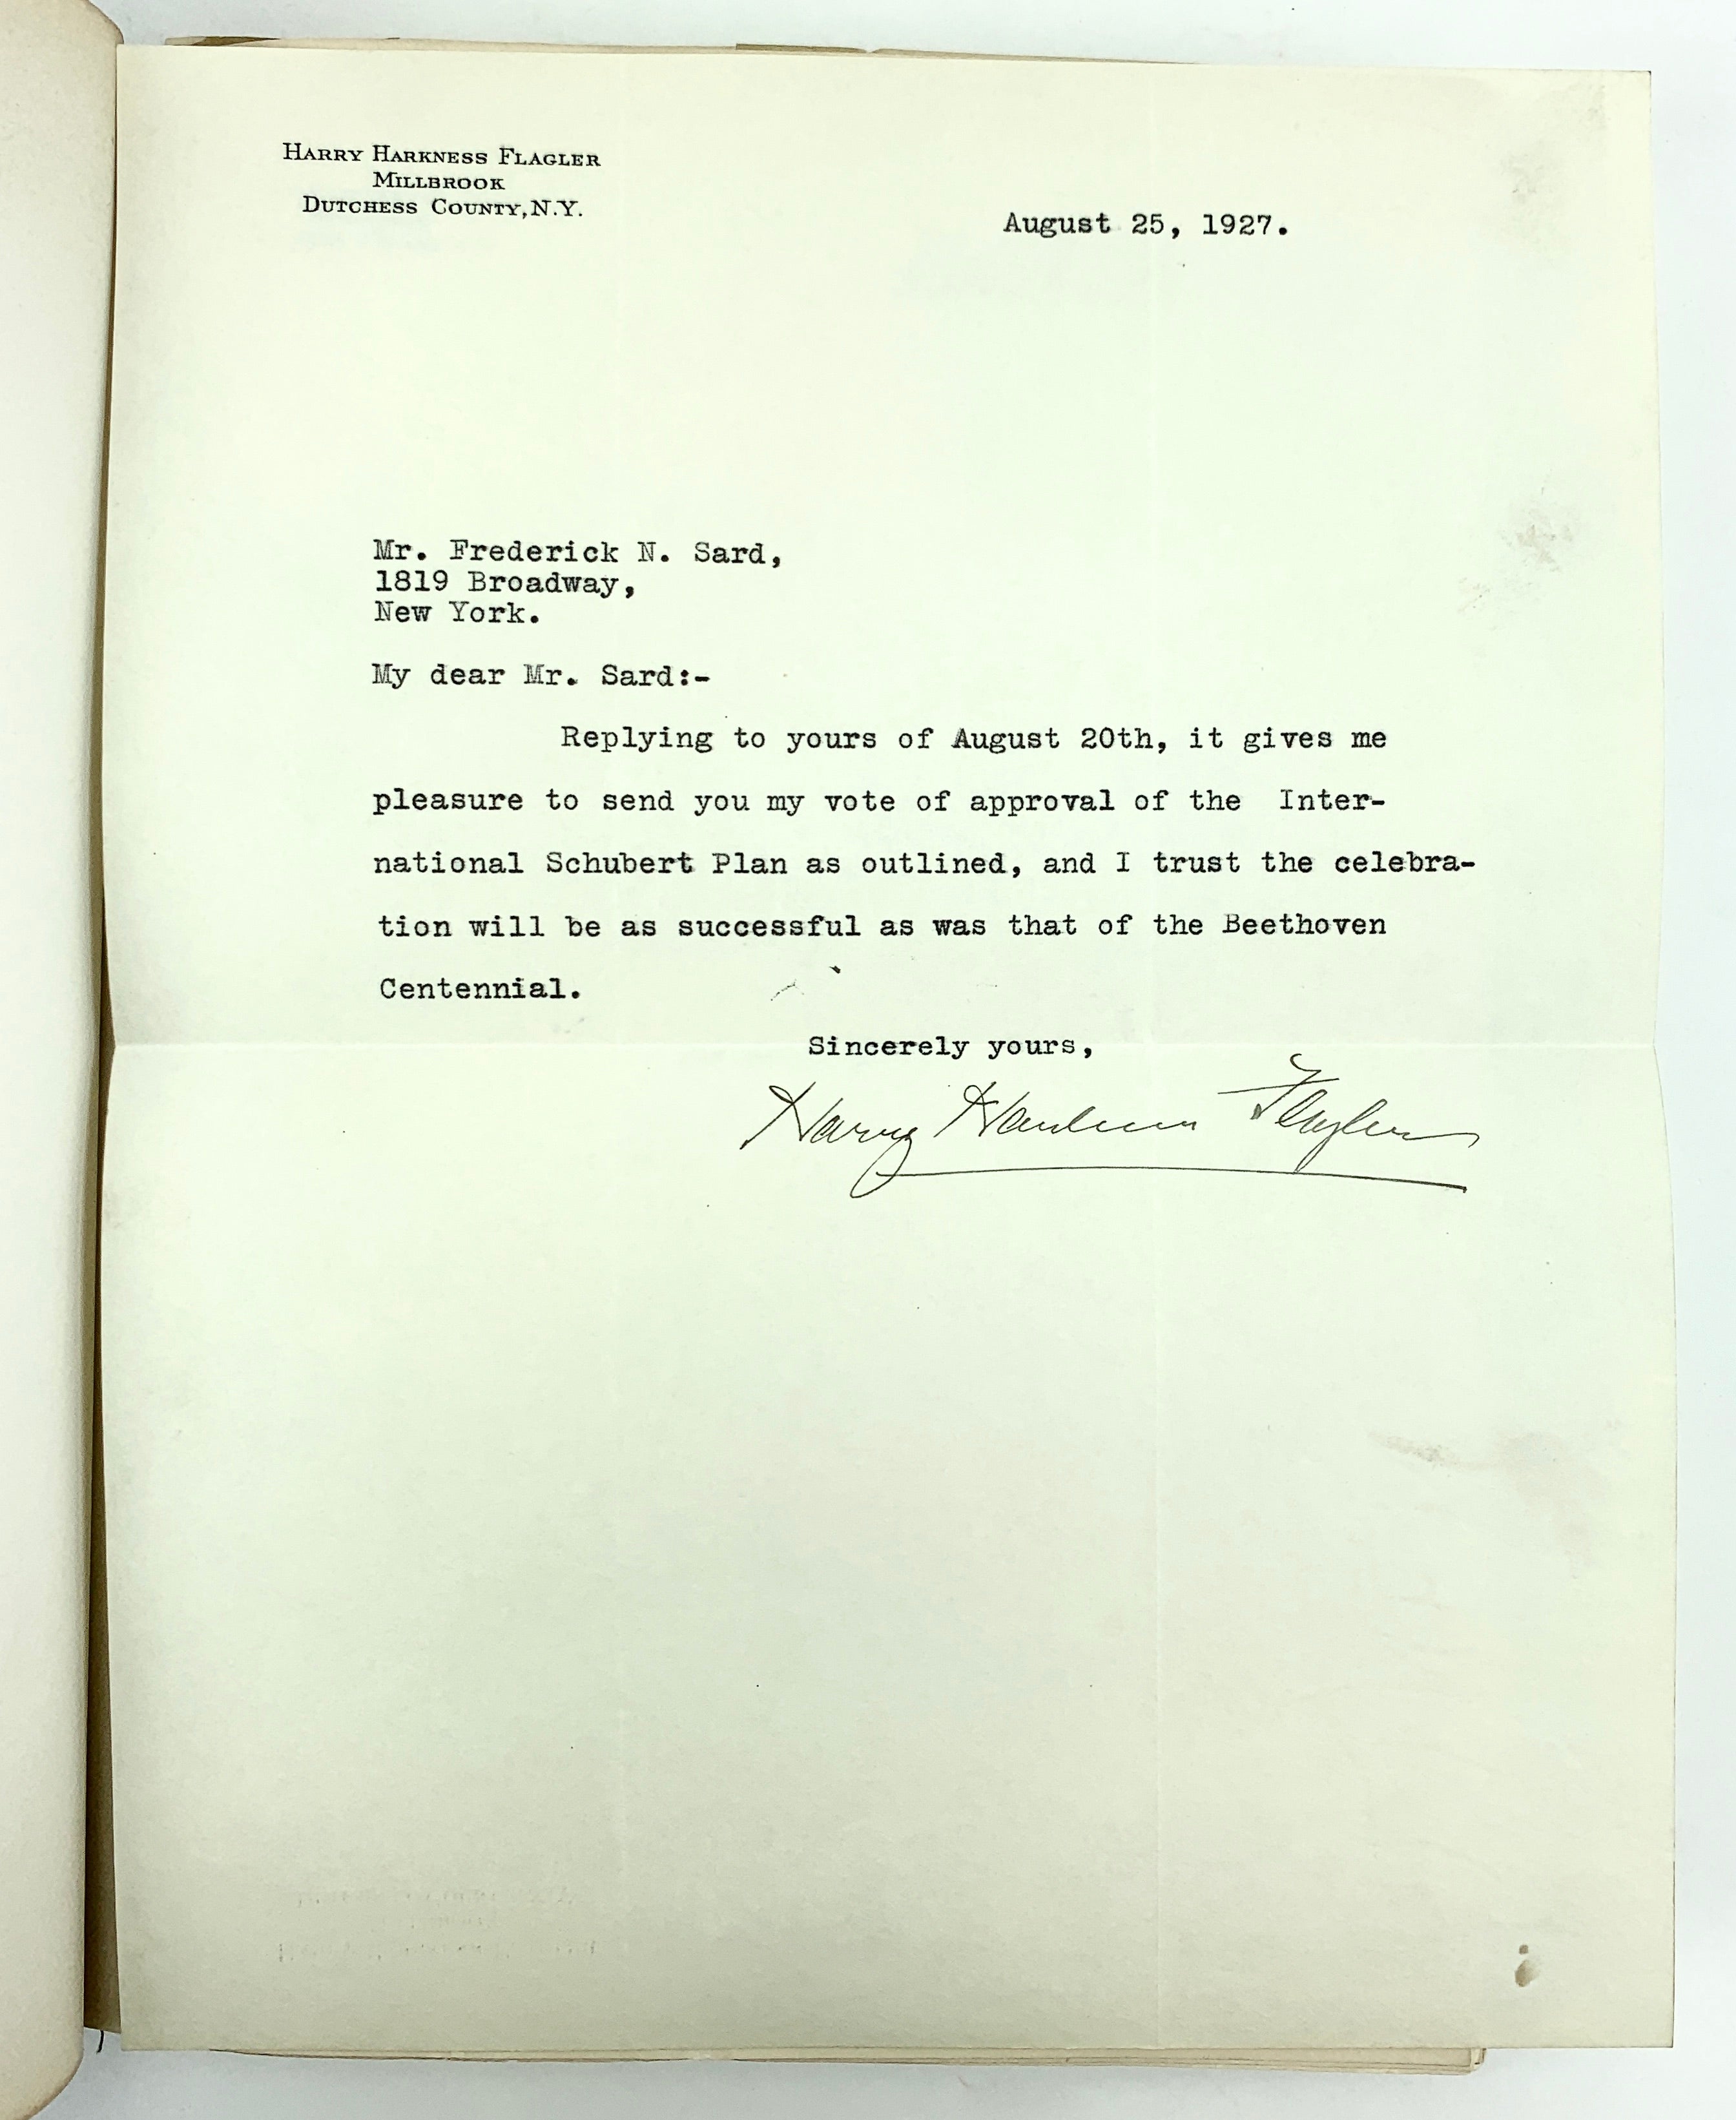 HARRY HARKNESS FLAGLER
MILLBROOK
DUTCHESS COUNTY, N.Y.
August 25, 1927.
Mr. Frederick N. Sard,
1819 Broadway,
New York.
My dear Mr. Sard:-
Replying to yours of August 20th, it gives me
pleasure to send you my vote of approval of the Inter-
national Schubert Plan as outlined, and I trust the celebra-
tion will be as successful as was that of the Beethoven
Centennial.
Sincerely yours,
Harry Harkness Flagler